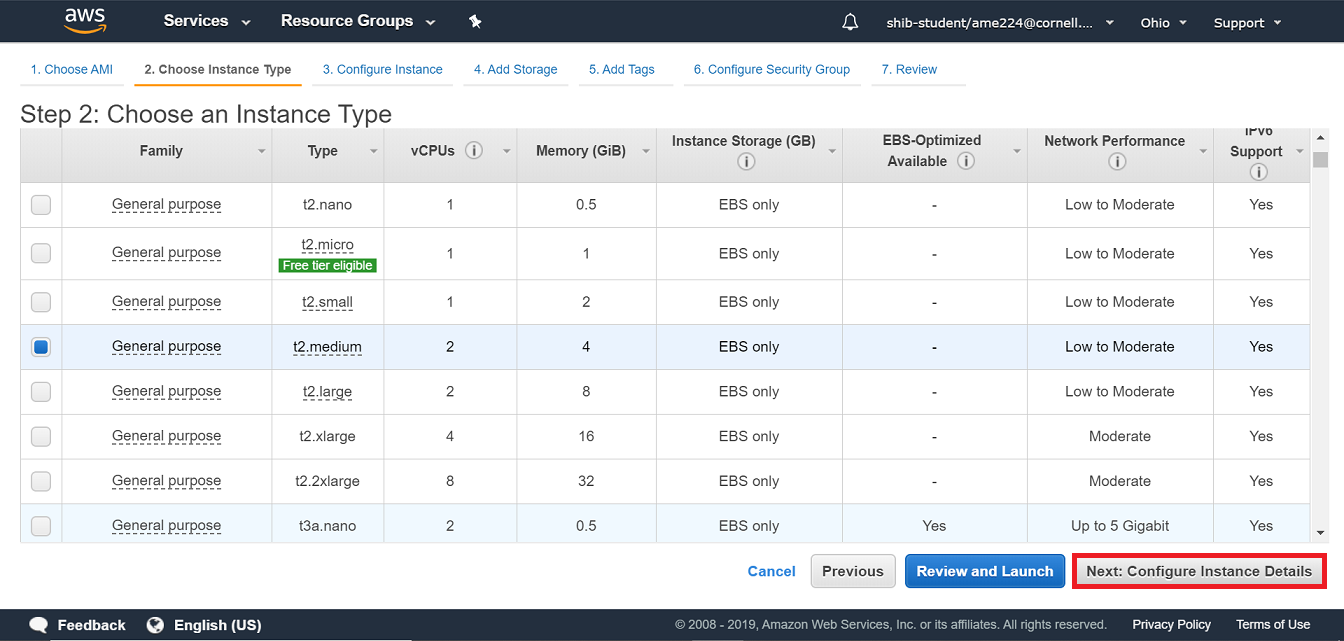 aws Services Resource Groups shib-student/ame224@cornell.... Ohio Support
1. Choose AMI 2. Choose Instance Type 3. Configure Instance 4. Add Storage 5. Add Tags 6. Configure Security Group 7. Review
Step 2: Choose an Instance Type
Family Type vCPUs i Memory (GiB) Instance Storage (GB) i EBS-Optimized Available i Network Performance i IPv6 Support i
General purpose t2.nano 1 0.5 EBS only - Low to Moderate Yes
General purpose t2.micro Free tier eligible 1 1 EBS only - Low to Moderate Yes
General purpose t2.small 1 2 EBS only - Low to Moderate Yes
General purpose t2.medium 2 4 EBS only - Low to Moderate Yes
General purpose t2.large 2 8 EBS only - Low to Moderate Yes
General purpose t2.xlarge 4 16 EBS only - Moderate Yes
General purpose t2.2xlarge 8 32 EBS only - Moderate Yes
General purpose t3a.nano 2 0.5 EBS only Yes Up to 5 Gigabit Yes
Cancel Previous Review and Launch Next: Configure Instance Details
Feedback English (US) © 2008 - 2019, Amazon Web Services, Inc. or its affiliates. All rights reserved. Privacy Policy Terms of Use